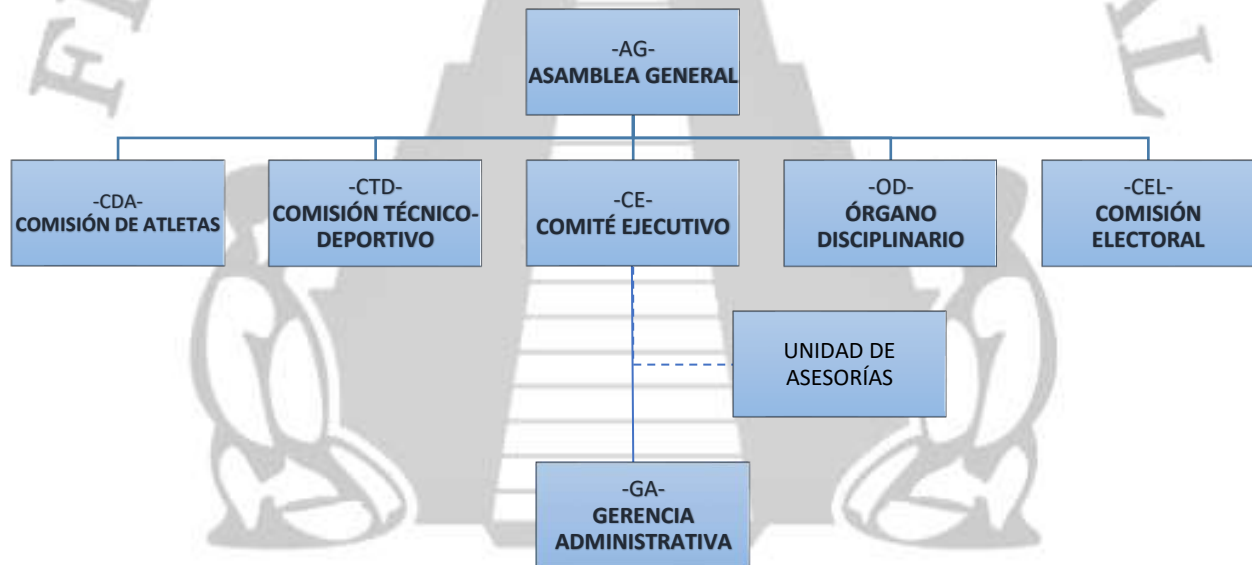 -AG-
ASAMBLEA GENERAL
-CDA-
COMISIÓN DE ATLETAS
-CTD-
COMISIÓN TÉCNICO-
DEPORTIVO
-CE-
COMITÉ EJECUTIVO
-OD-
ÓRGANO
DISCIPLINARIO
-CEL-
COMISIÓN
ELECTORAL
UNIDAD DE
ASESORÍAS
-GA-
GERENCIA
ADMINISTRATIVA